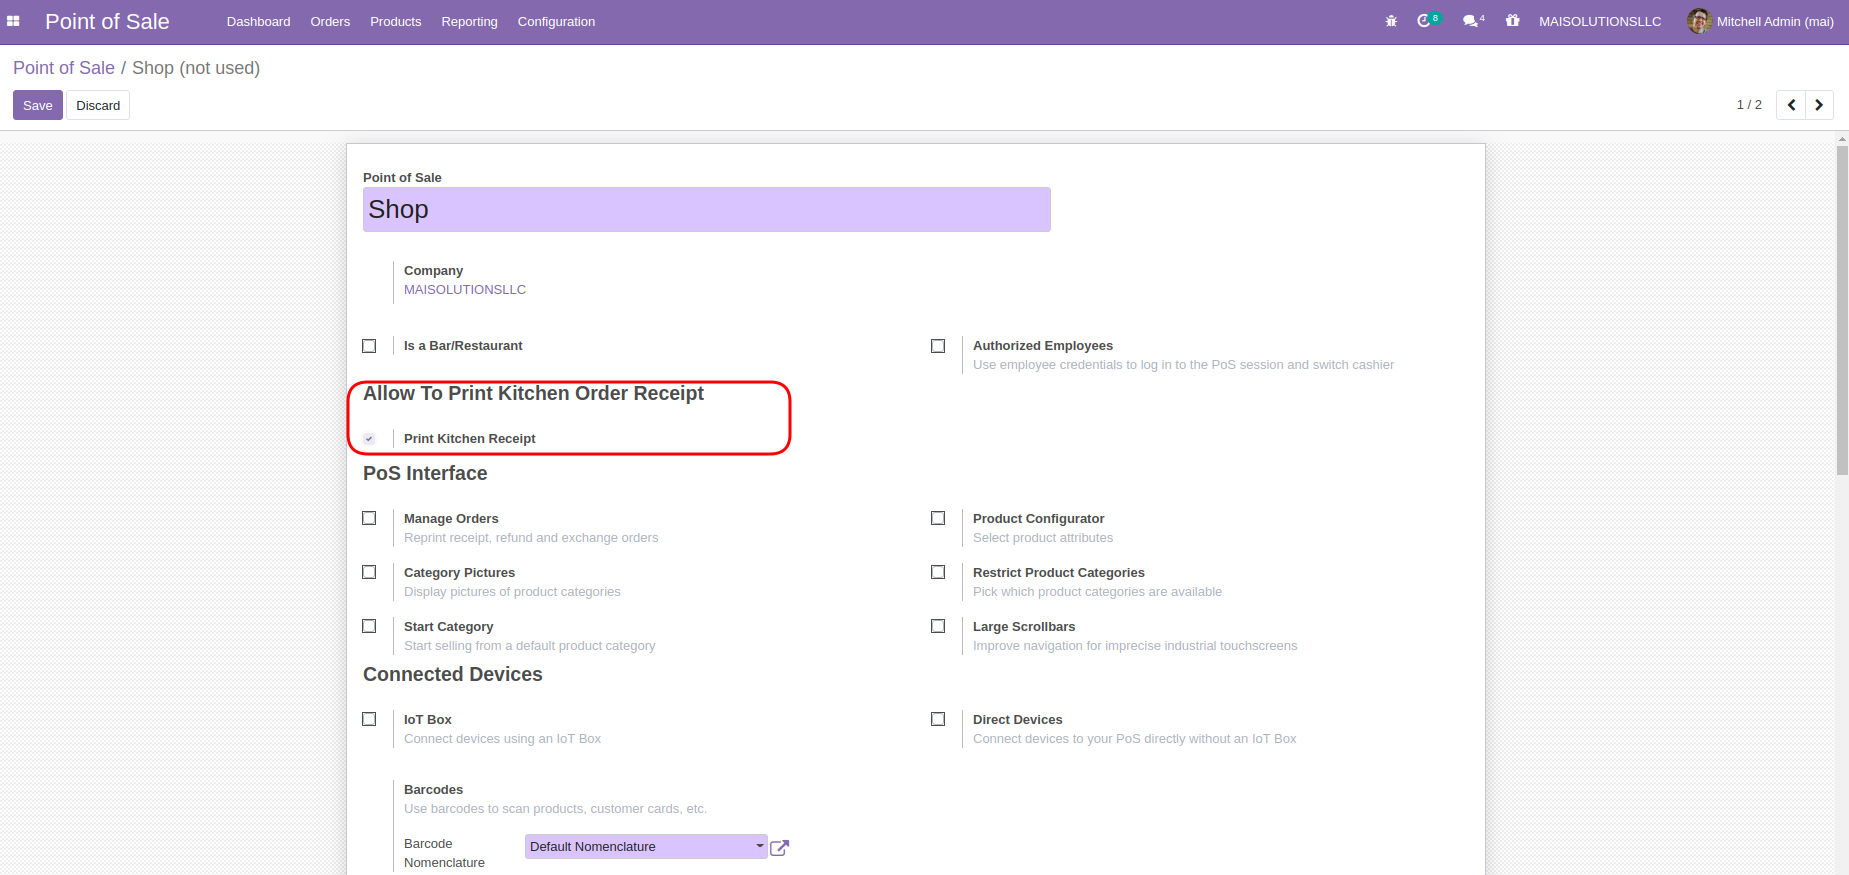 Point of Sale Dashboard Orders Products Reporting Configuration 8 4 MAISOLUTIONSLLC Mitchell Admin (mai)
Point of Sale / Shop (not used)
Save Discard 1 / 2
Point of Sale
Shop
Company
MAISOLUTIONSLLC
Is a Bar/Restaurant
Authorized Employees
Use employee credentials to log in to the PoS session and switch cashier
Allow To Print Kitchen Order Receipt
Print Kitchen Receipt
PoS Interface
Manage Orders
Reprint receipt, refund and exchange orders
Product Configurator
Select product attributes
Category Pictures
Display pictures of product categories
Restrict Product Categories
Pick which product categories are available
Start Category
Start selling from a default product category
Large Scrollbars
Improve navigation for imprecise industrial touchscreens
Connected Devices
IoT Box
Connect devices using an IoT Box
Direct Devices
Connect devices to your PoS directly without an IoT Box
Barcodes
Use barcodes to scan products, customer cards, etc.
Barcode
Nomenclature
Default Nomenclature